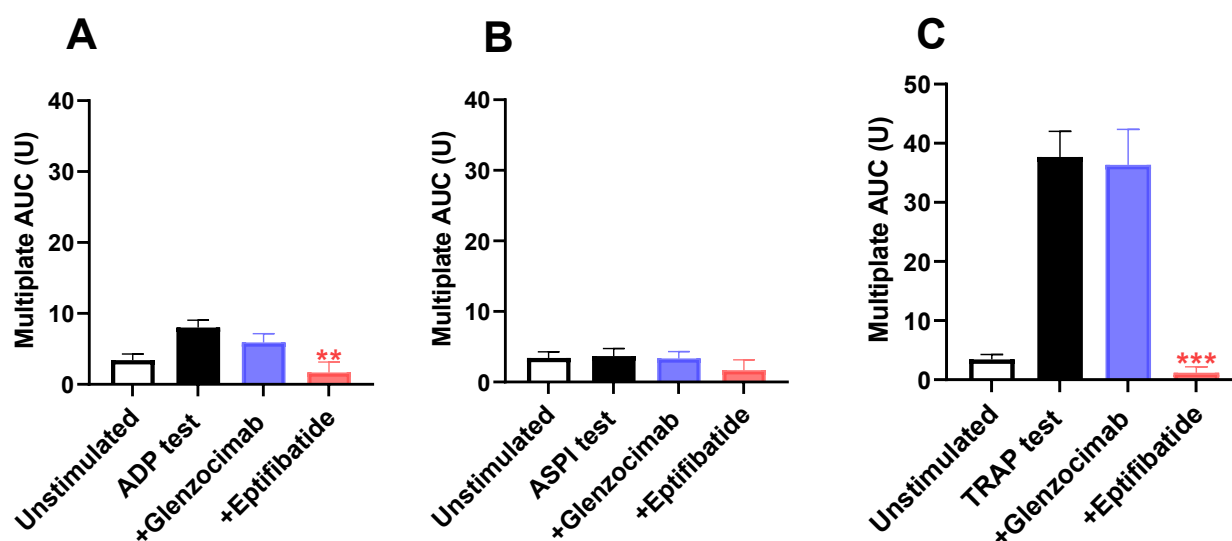 A
Multiplate AUC (U)
40
30
20
10
0
**
Unstimulated
ADP test
+Glenzocimab
+Eptifibatide
B
Multiplate AUC (U)
40
30
20
10
0
Unstimulated
ASPI test
+Glenzocimab
+Eptifibatide
C
Multiplate AUC (U)
50
40
30
20
10
0
***
Unstimulated
TRAP test
+Glenzocimab
+Eptifibatide